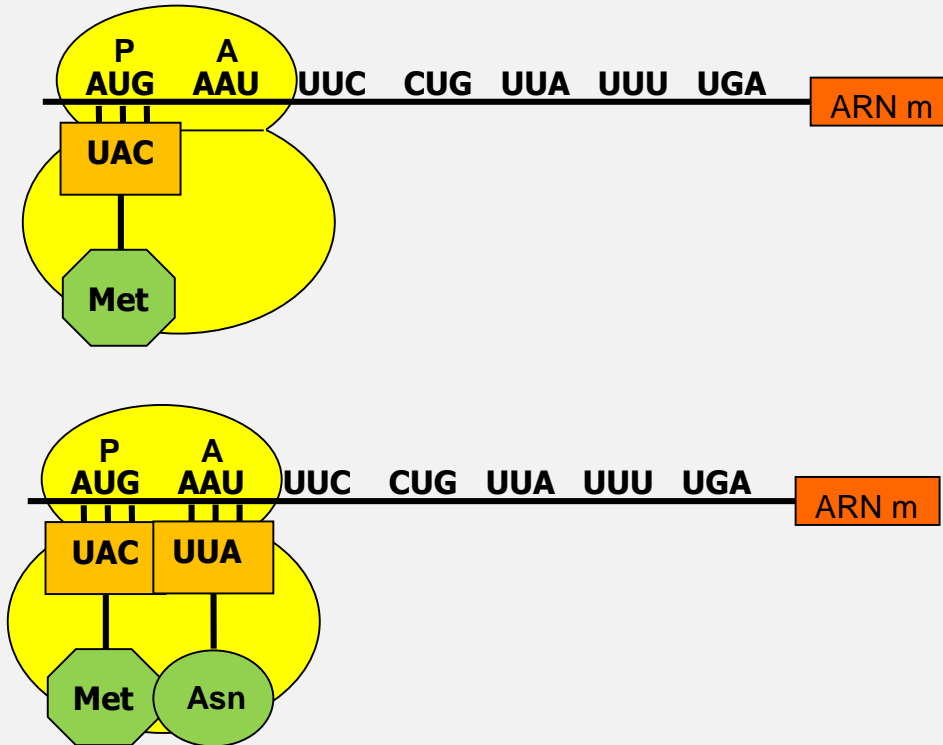 P A
AUG AAU UUC CUG UUA UUU UGA
ARN m
UAC
Met
P A
AUG AAU UUC CUG UUA UUU UGA
ARN m
UAC UUA
Met Asn